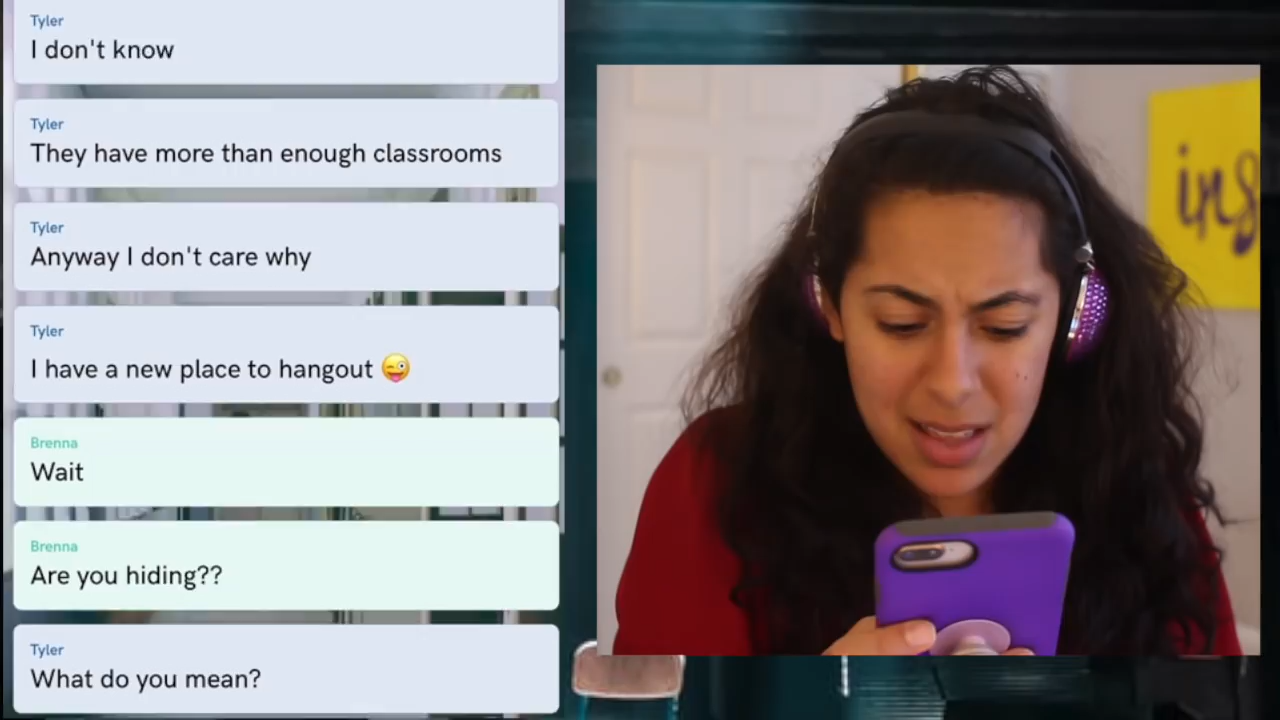 Tyler
I don't know
Tyler
They have more than enough classrooms
Tyler
Anyway I don't care why
Tyler
I have a new place to hangout 😜
Brenna
Wait
Brenna
Are you hiding??
Tyler
What do you mean?
ins